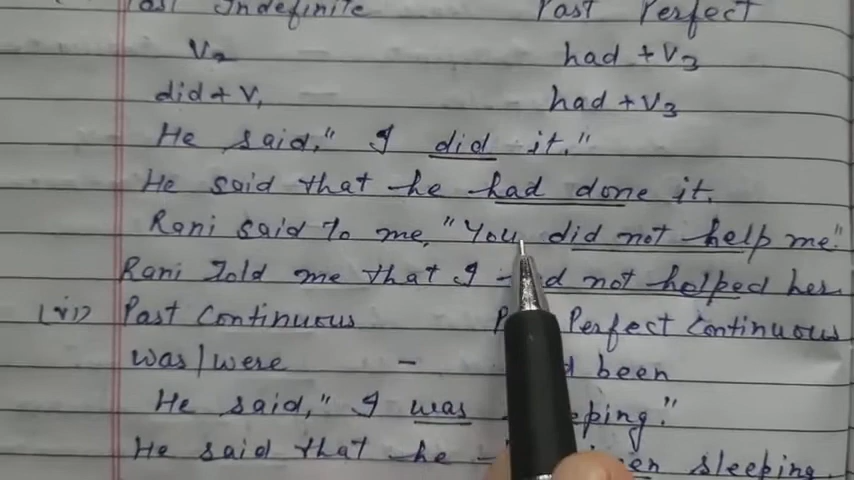 Past Indefinite Past Perfect
V2 had + V3
did + V1 had + V3
He said," I did it."
He said that he had done it.
Rani said to me, "You did not help me."
Rani told me that I not helped her.
(vi) Past Continuous Perfect Continuous
was/were - been
He said," I was
He said that he sleeping.